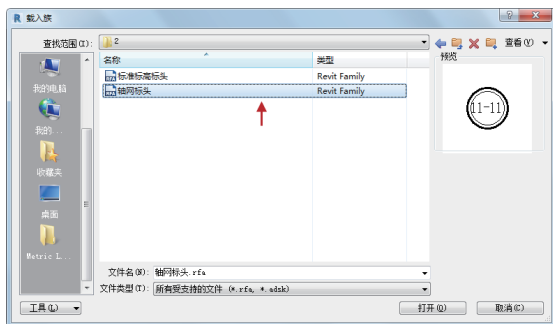 载入族
查找范围(I):
2
查看(V)
名称
类型
预览
标准标高标头
Revit Family
轴网标头
Revit Family
我的电脑
我的...
收藏夹
桌面
Metric L...
11-11
文件名(N):
轴网标头.rfa
文件类型(T):
所有受支持的文件 (*.rfa, *.adsk)
工具(L)
打开(O)
取消(C)